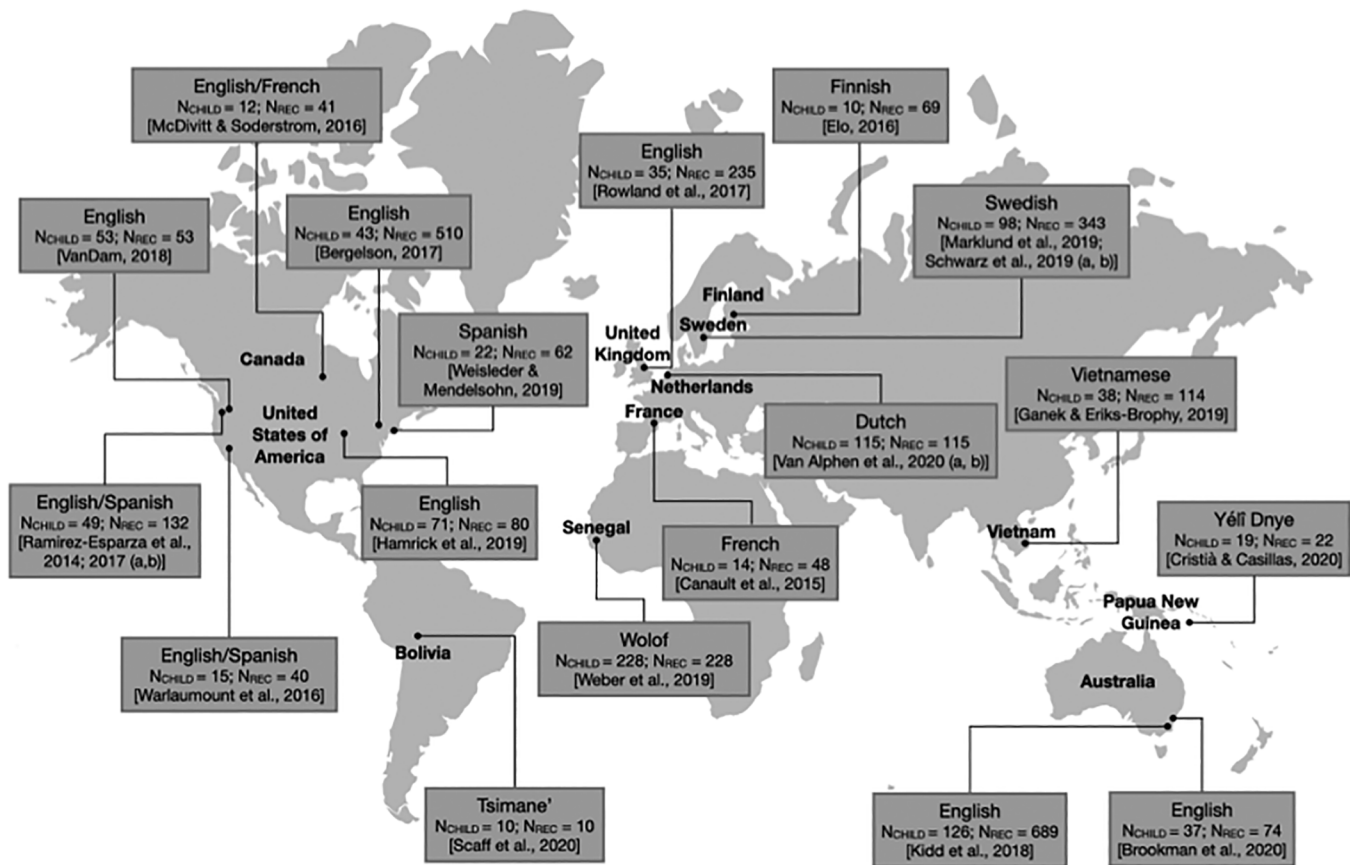 English/French
NCHILD = 12; NREC = 41
[McDivitt & Soderstrom, 2016]
Finnish
NCHILD = 10; NREC = 69
[Elo, 2016]
English
NCHILD = 35; NREC = 235
[Rowland et al., 2017]
English
NCHILD = 53; NREC = 53
[VanDam, 2018]
English
NCHILD = 43; NREC = 510
[Bergelson, 2017]
Swedish
NCHILD = 98; NREC = 343
[Marklund et al., 2019;
Schwarz et al., 2019 (a, b)]
Finland
Sweden
United
Kingdom
Netherlands
France
Canada
United
States of
America
Spanish
NCHILD = 22; NREC = 62
[Weisleder &
Mendelsohn, 2019]
Vietnamese
NCHILD = 38; NREC = 114
[Ganek & Eriks-Brophy, 2019]
Dutch
NCHILD = 115; NREC = 115
[Van Alphen et al., 2020 (a, b)]
English/Spanish
NCHILD = 49; NREC = 132
[Ramirez-Esparza et al.,
2014; 2017 (a,b)]
English
NCHILD = 71; NREC = 80
[Hamrick et al., 2019]
Senegal
French
NCHILD = 14; NREC = 48
[Canault et al., 2015]
Vietnam
Yélî Dnye
NCHILD = 19; NREC = 22
[Cristià & Casillas, 2020]
Papua New
Guinea
English/Spanish
NCHILD = 15; NREC = 40
[Warlaumount et al., 2016]
Bolivia
Wolof
NCHILD = 228; NREC = 228
[Weber et al., 2019]
Australia
Tsimane'
NCHILD = 10; NREC = 10
[Scaff et al., 2020]
English
NCHILD = 126; NREC = 689
[Kidd et al., 2018]
English
NCHILD = 37; NREC = 74
[Brookman et al., 2020]